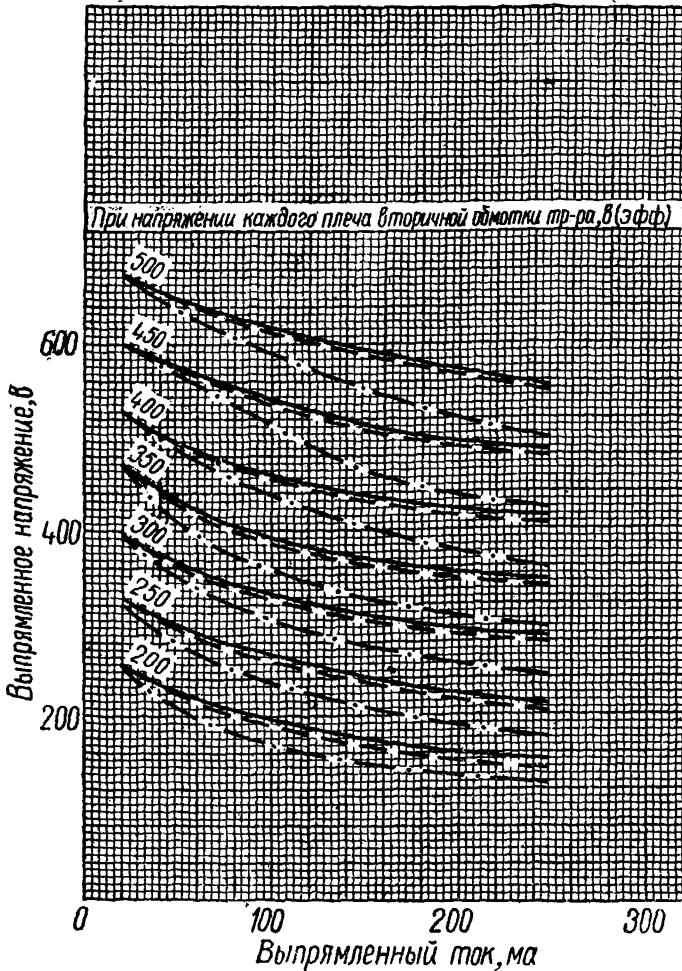 При напряжении каждого плеча вторичной обмотки тр-ра, в (эфф)
500
450
400
350
300
250
200
600
400
200
Выпрямленное напряжение, в
0 100 200 300
Выпрямленный ток, ма